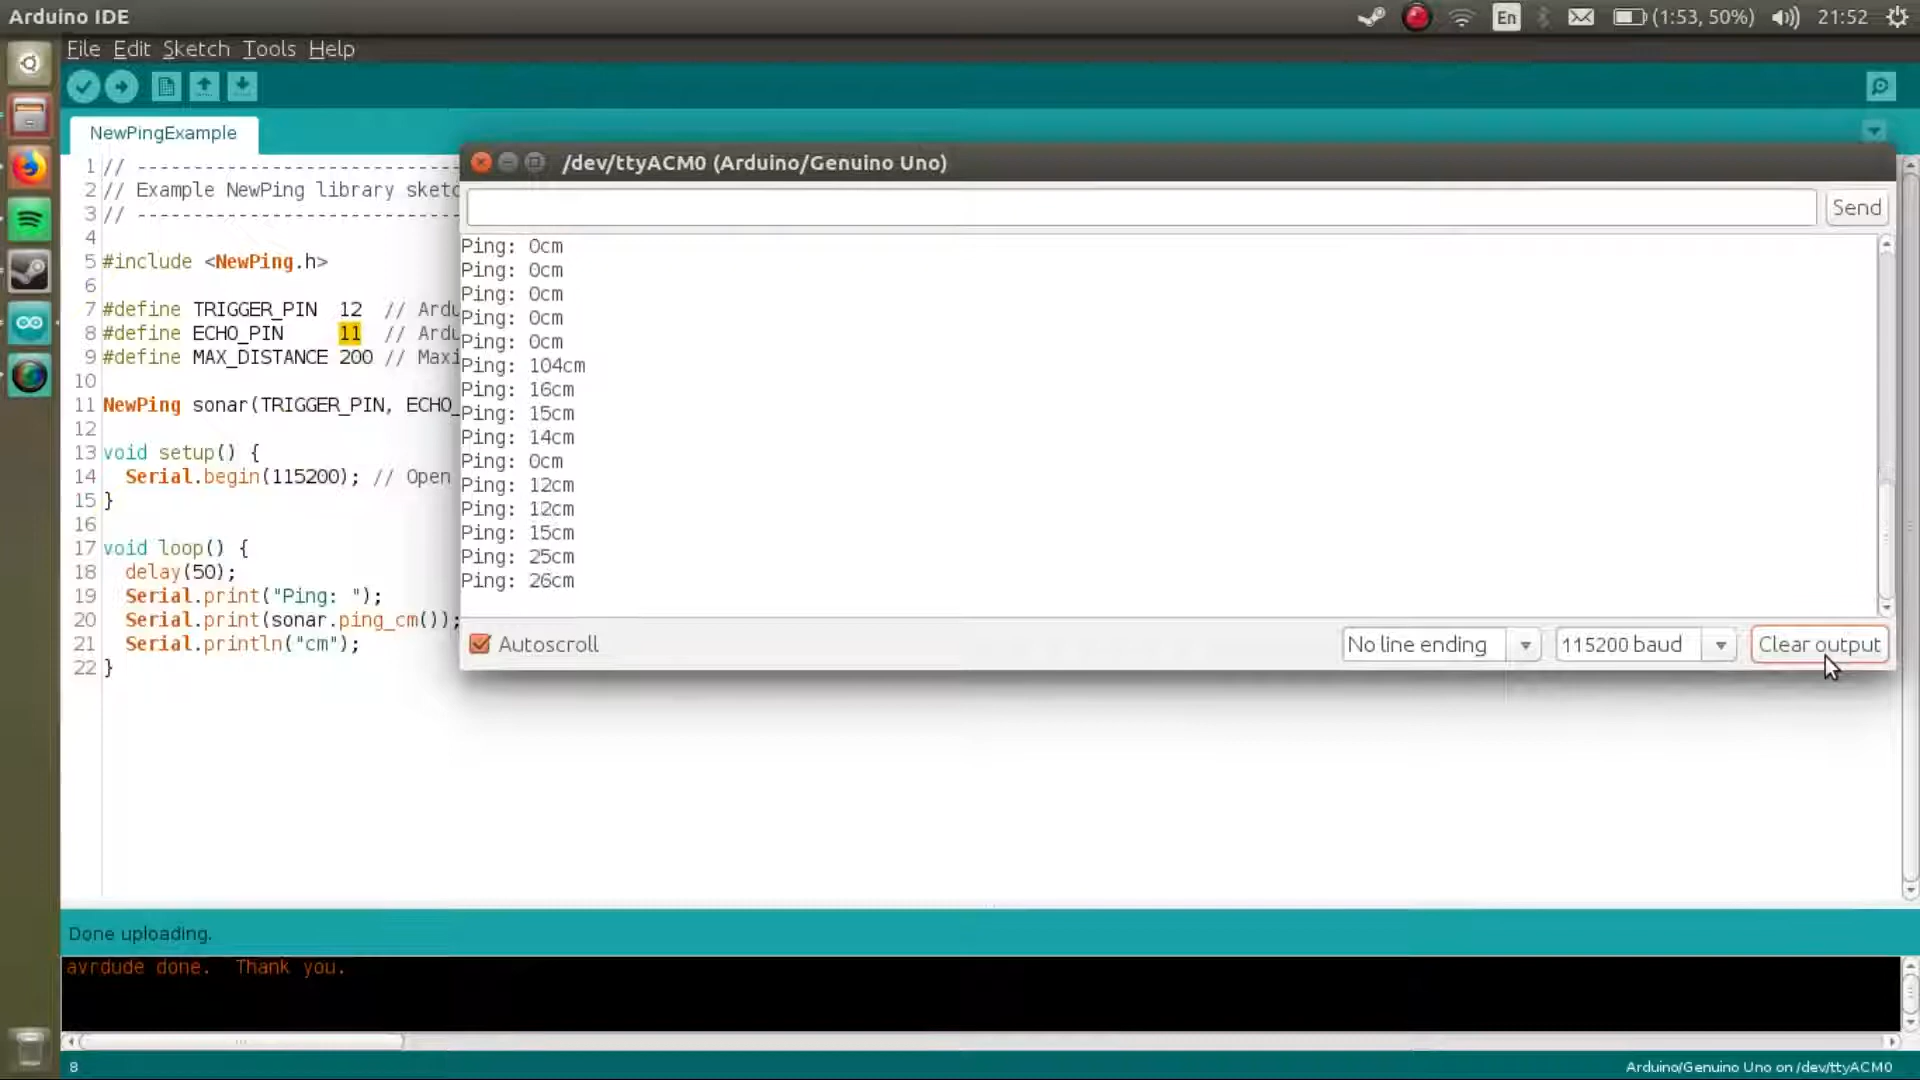 Arduino IDE
En
(1:53, 50%)
21:52
File Edit Sketch Tools Help
NewPingExample
1 // ---------------------------
2 // Example NewPing library sketc
3 // ---------------------------
4
5 #include <NewPing.h>
6
7 #define TRIGGER_PIN 12 // Ardu
8 #define ECHO_PIN 11 // Ardu
9 #define MAX_DISTANCE 200 // Maxi
10
11 NewPing sonar(TRIGGER_PIN, ECHO_
12
13 void setup() {
14 Serial.begin(115200); // Open
15 }
16
17 void loop() {
18 delay(50);
19 Serial.print("Ping: ");
20 Serial.print(sonar.ping_cm());
21 Serial.println("cm");
22 }
/dev/ttyACM0 (Arduino/Genuino Uno)
Send
Ping: 0cm
Ping: 0cm
Ping: 0cm
Ping: 0cm
Ping: 0cm
Ping: 104cm
Ping: 16cm
Ping: 15cm
Ping: 14cm
Ping: 0cm
Ping: 12cm
Ping: 12cm
Ping: 15cm
Ping: 25cm
Ping: 26cm
Autoscroll
No line ending
115200 baud
Clear output
Done uploading.
avrdude done.  Thank you.
8
Arduino/Genuino Uno on /dev/ttyACM0